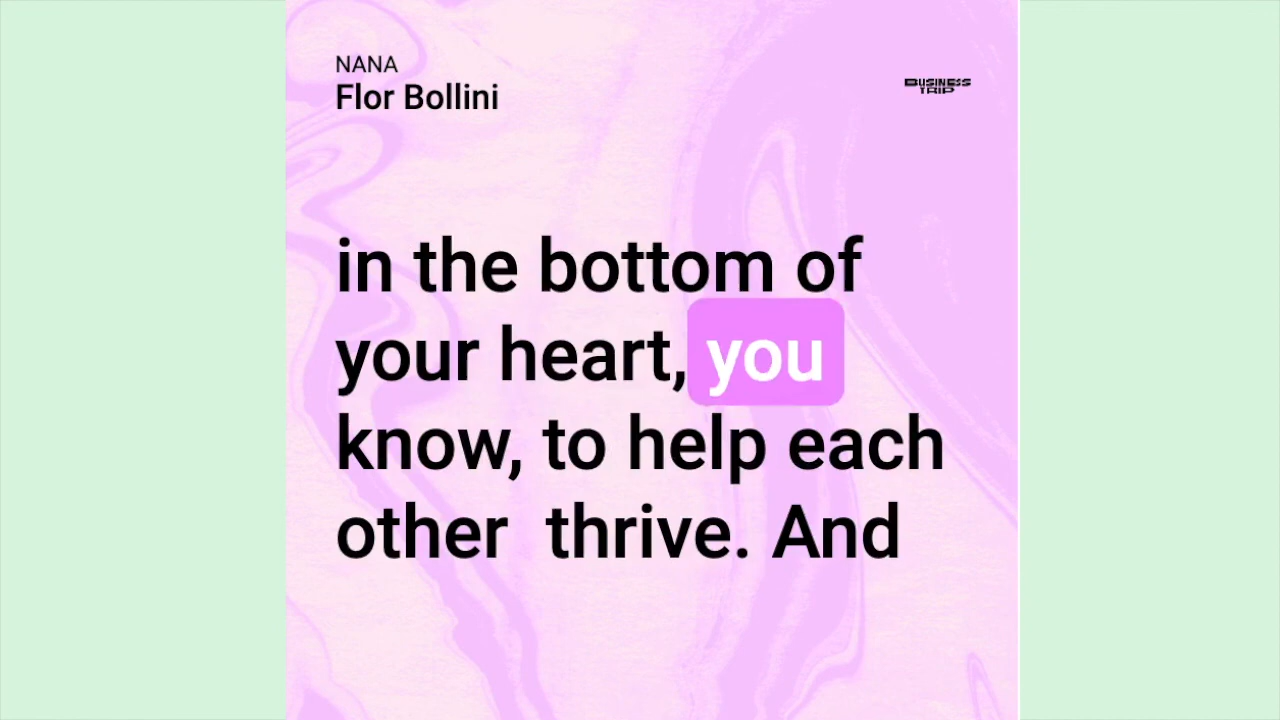 NANA
Flor Bollini
BUSINESS
TRIP
in the bottom of
your heart, you
know, to help each
other thrive. And